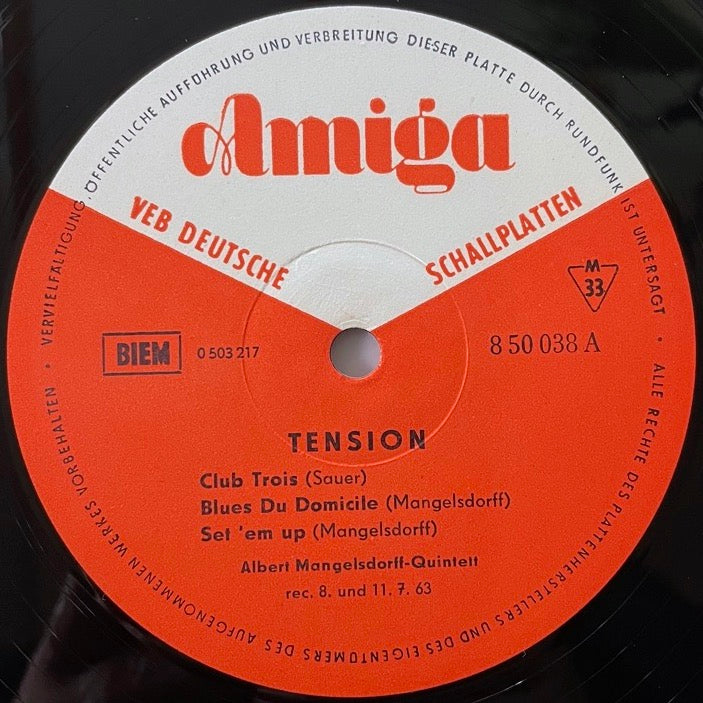 ALLE RECHTE DES PLATTENHERSTELLERS UND DES EIGENTÜMERS DES AUFGENOMMENEN WERKES VORBEHALTEN • VERVIELFÄLTIGUNG, ÖFFENTLICHE AUFFÜHRUNG UND VERBREITUNG DIESER PLATTE DURCH RUNDFUNK IST UNTERSAGT •
Amiga
VEB DEUTSCHE SCHALLPLATTEN
M
33
BIEM 0 503 217
8 50 038 A
TENSION
Club Trois (Sauer)
Blues Du Domicile (Mangelsdorff)
Set 'em up (Mangelsdorff)
Albert Mangelsdorff-Quintett
rec. 8. und 11. 7. 63